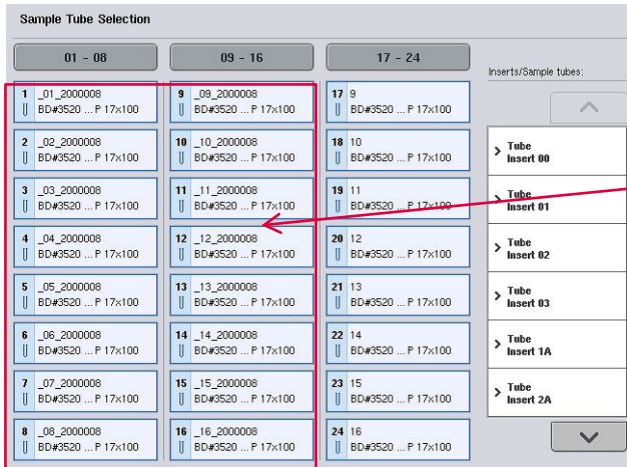 Sample Tube Selection
01 - 08
09 - 16
17 - 24
Inserts/Sample tubes:
1 _01_2000008
BD#3520 ... P 17x100
2 _02_2000008
BD#3520 ... P 17x100
3 _03_2000008
BD#3520 ... P 17x100
4 _04_2000008
BD#3520 ... P 17x100
5 _05_2000008
BD#3520 ... P 17x100
6 _06_2000008
BD#3520 ... P 17x100
7 _07_2000008
BD#3520 ... P 17x100
8 _08_2000008
BD#3520 ... P 17x100
9 _09_2000008
BD#3520 ... P 17x100
10 _10_2000008
BD#3520 ... P 17x100
11 _11_2000008
BD#3520 ... P 17x100
12 _12_2000008
BD#3520 ... P 17x100
13 _13_2000008
BD#3520 ... P 17x100
14 _14_2000008
BD#3520 ... P 17x100
15 _15_2000008
BD#3520 ... P 17x100
16 _16_2000008
BD#3520 ... P 17x100
17 9
BD#3520 ... P 17x100
18 10
BD#3520 ... P 17x100
19 11
BD#3520 ... P 17x100
20 12
BD#3520 ... P 17x100
21 13
BD#3520 ... P 17x100
22 14
BD#3520 ... P 17x100
23 15
BD#3520 ... P 17x100
24 16
BD#3520 ... P 17x100
Tube
Insert 00
Tube
Insert 01
Tube
Insert 02
Tube
Insert 03
Tube
Insert 1A
Tube
Insert 2A